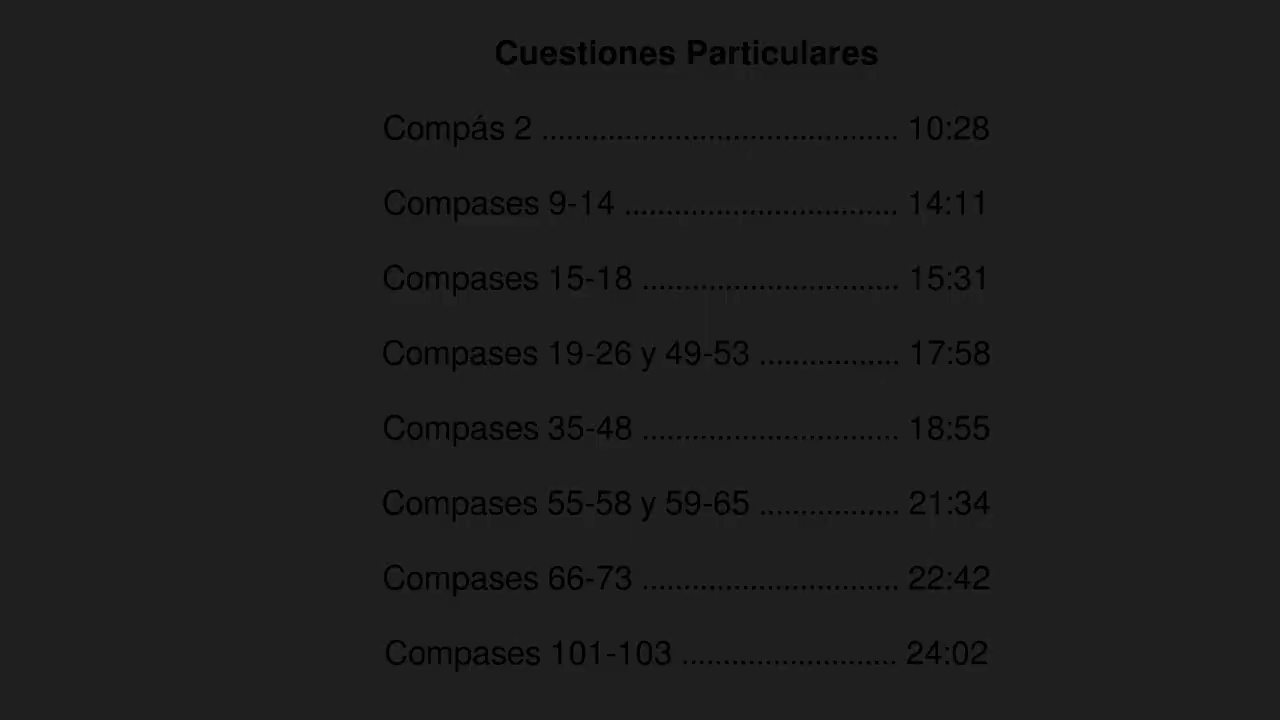 Cuestiones Particulares
Compás 2 ........................................... 10:28
Compases 9-14 ................................. 14:11
Compases 15-18 ............................... 15:31
Compases 19-26 y 49-53 ................. 17:58
Compases 35-48 ............................... 18:55
Compases 55-58 y 59-65 ................. 21:34
Compases 66-73 ............................... 22:42
Compases 101-103 .......................... 24:02